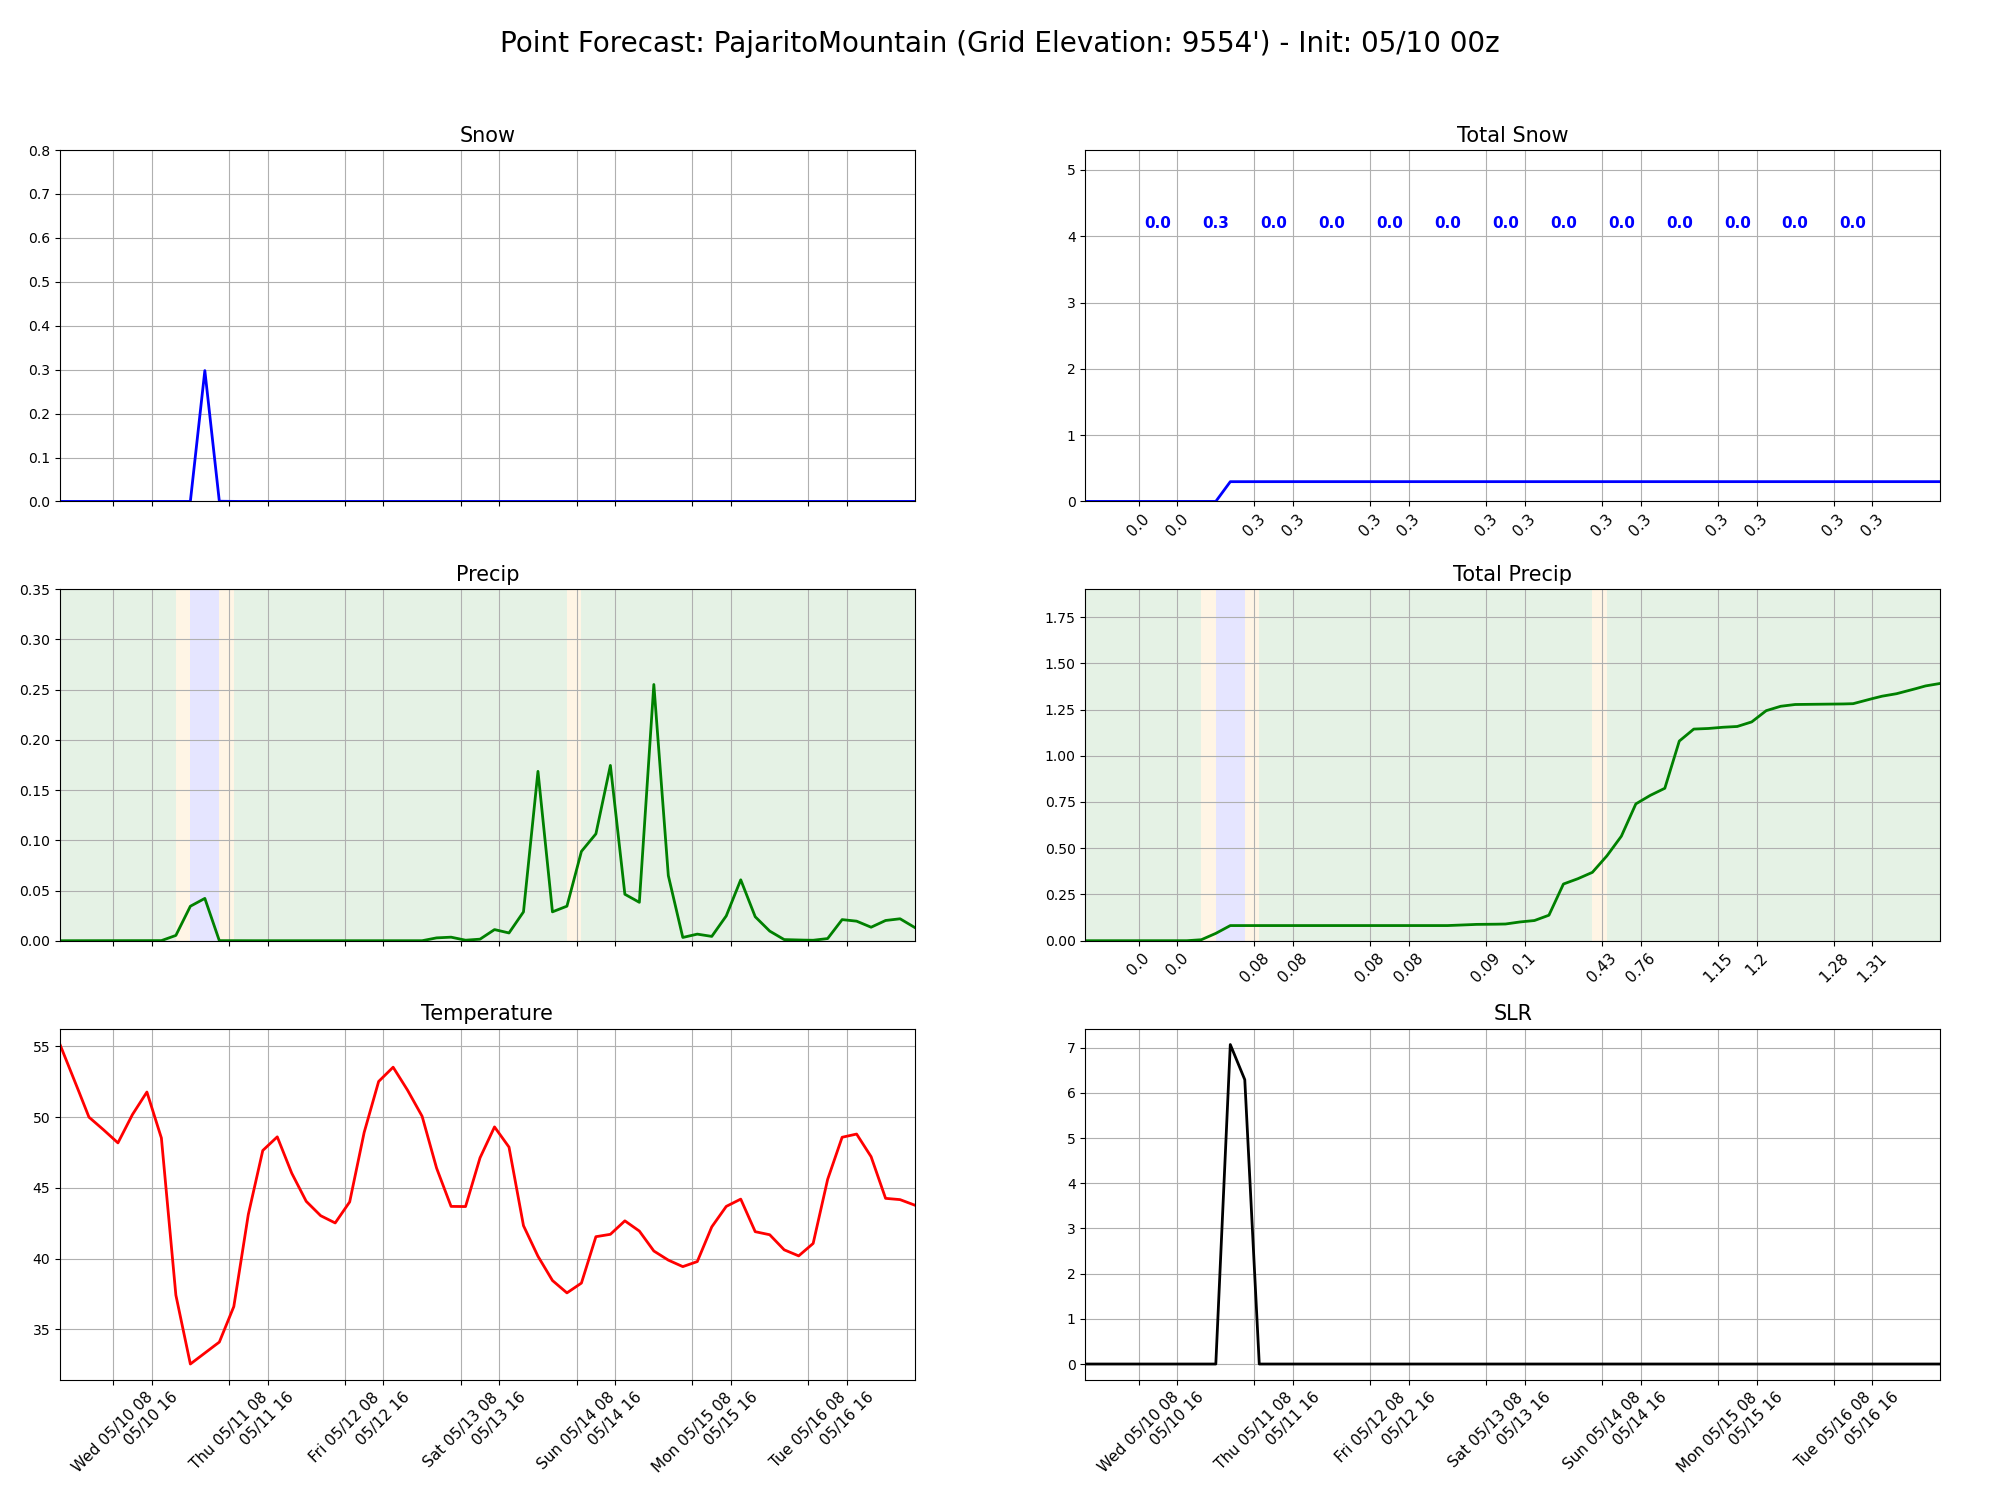 Point Forecast: PajaritoMountain (Grid Elevation: 9554') - Init: 05/10 00z
Snow
0.8
0.7
0.6
0.5
0.4
0.3
0.2
0.1
0.0
Total Snow
5
4
3
2
1
0
0.0 0.3 0.0 0.0 0.0 0.0 0.0 0.0 0.0 0.0 0.0 0.0 0.0
0.0 0.0 0.3 0.3 0.3 0.3 0.3 0.3 0.3 0.3 0.3 0.3 0.3 0.3
Precip
0.35
0.30
0.25
0.20
0.15
0.10
0.05
0.00
Total Precip
1.75
1.50
1.25
1.00
0.75
0.50
0.25
0.00
0.0 0.0 0.08 0.08 0.08 0.08 0.09 0.1 0.43 0.76 1.15 1.2 1.28 1.31
Temperature
55
50
45
40
35
Wed 05/10 08
05/10 16
Thu 05/11 08
05/11 16
Fri 05/12 08
05/12 16
Sat 05/13 08
05/13 16
Sun 05/14 08
05/14 16
Mon 05/15 08
05/15 16
Tue 05/16 08
05/16 16
SLR
7
6
5
4
3
2
1
0
Wed 05/10 08
05/10 16
Thu 05/11 08
05/11 16
Fri 05/12 08
05/12 16
Sat 05/13 08
05/13 16
Sun 05/14 08
05/14 16
Mon 05/15 08
05/15 16
Tue 05/16 08
05/16 16